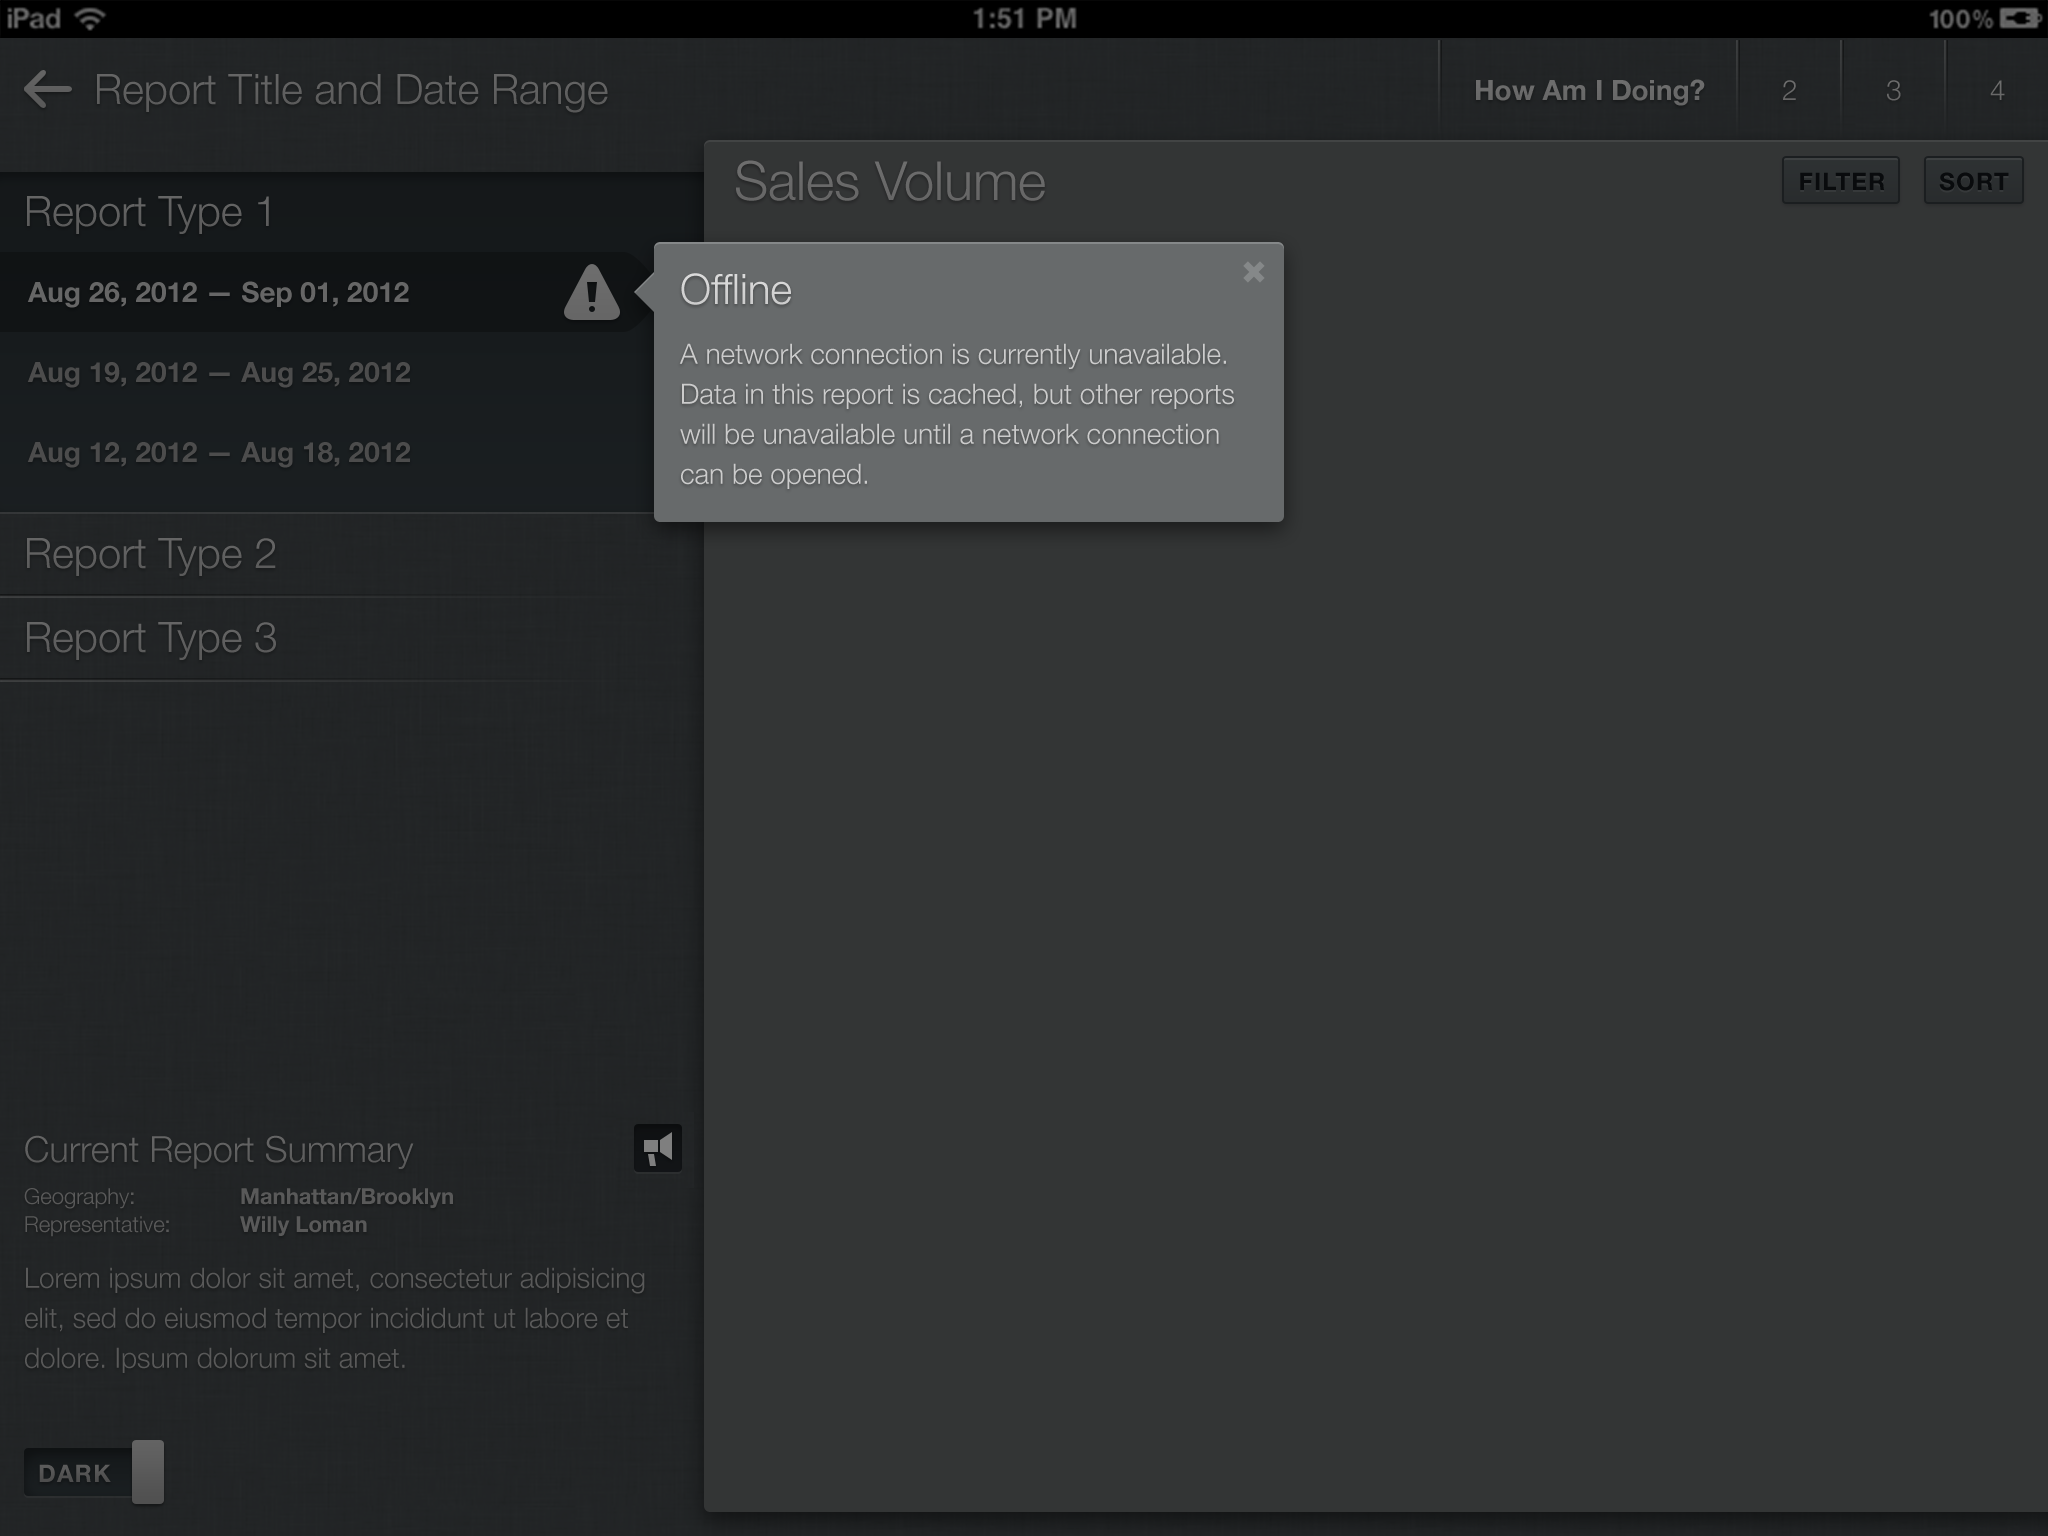 iPad
1:51 PM
100%
Report Title and Date Range
How Am I Doing?
2
3
4
Report Type 1
Aug 26, 2012 — Sep 01, 2012
Aug 19, 2012 — Aug 25, 2012
Aug 12, 2012 — Aug 18, 2012
Report Type 2
Report Type 3
Sales Volume
FILTER
SORT
Offline
A network connection is currently unavailable.
Data in this report is cached, but other reports
will be unavailable until a network connection
can be opened.
Current Report Summary
Geography: Manhattan/Brooklyn
Representative: Willy Loman
Lorem ipsum dolor sit amet, consectetur adipisicing
elit, sed do eiusmod tempor incididunt ut labore et
dolore. Ipsum dolorum sit amet.
DARK